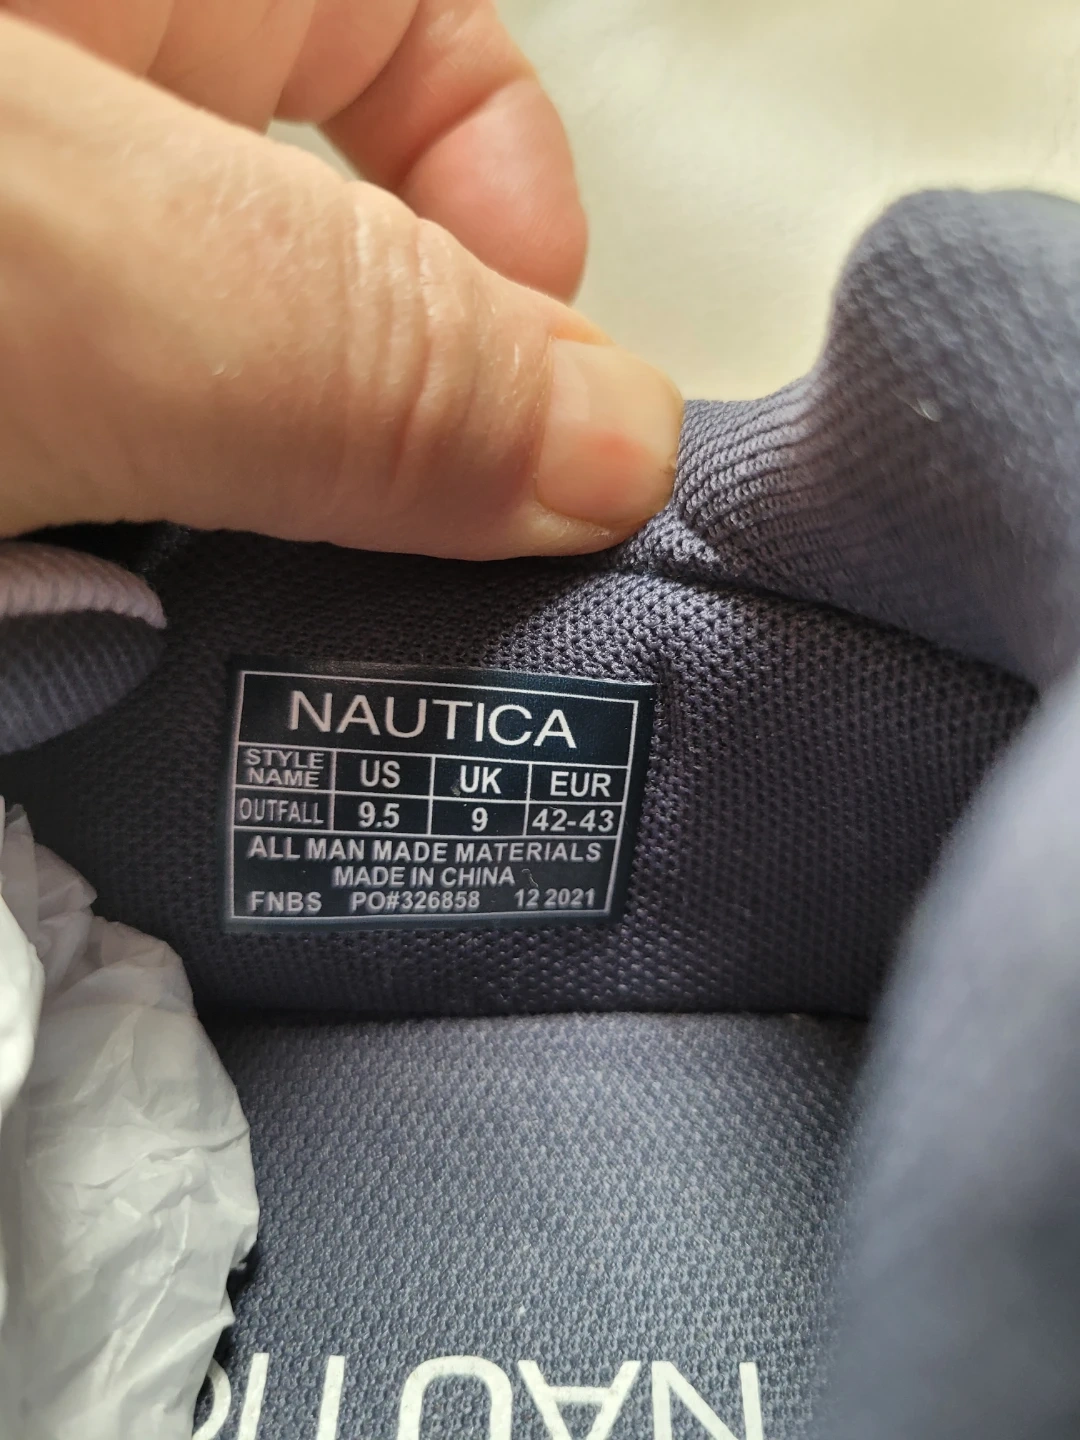 NAUTICA
STYLE NAME US UK EUR
OUTFALL 9.5 9 42-43
ALL MAN MADE MATERIALS
MADE IN CHINA
FNBS PO#326858 12 2021
NAUTIC